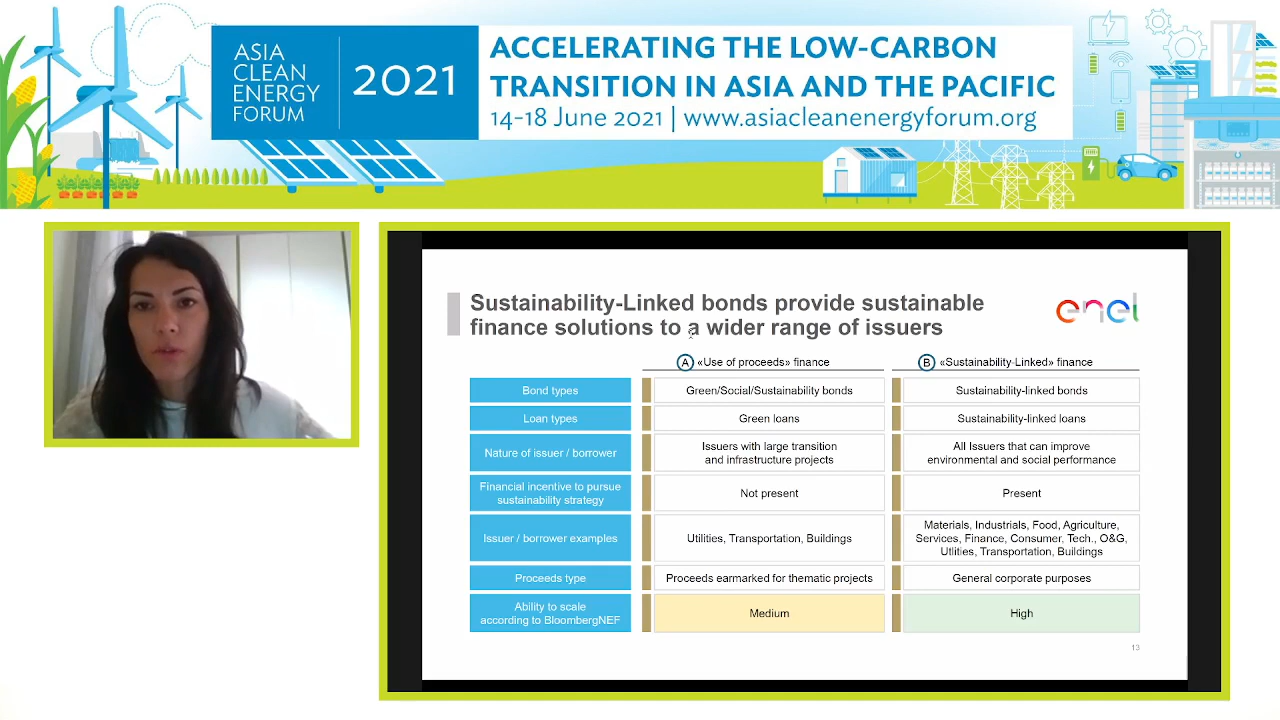 ASIA
CLEAN
ENERGY
FORUM
2021
ACCELERATING THE LOW-CARBON
TRANSITION IN ASIA AND THE PACIFIC
14-18 June 2021 | www.asiacleanenergyforum.org
Sustainability-Linked bonds provide sustainable
finance solutions to a wider range of issuers
enel
A «Use of proceeds» finance
B «Sustainability-Linked» finance
Bond types
Green/Social/Sustainability bonds
Sustainability-linked bonds
Loan types
Green loans
Sustainability-linked loans
Nature of issuer / borrower
Issuers with large transition
and infrastructure projects
All Issuers that can improve
environmental and social performance
Financial incentive to pursue
sustainability strategy
Not present
Present
Issuer / borrower examples
Utilities, Transportation, Buildings
Materials, Industrials, Food, Agriculture,
Services, Finance, Consumer, Tech., O&G,
Utlities, Transportation, Buildings
Proceeds type
Proceeds earmarked for thematic projects
General corporate purposes
Ability to scale
according to BloombergNEF
Medium
High
13